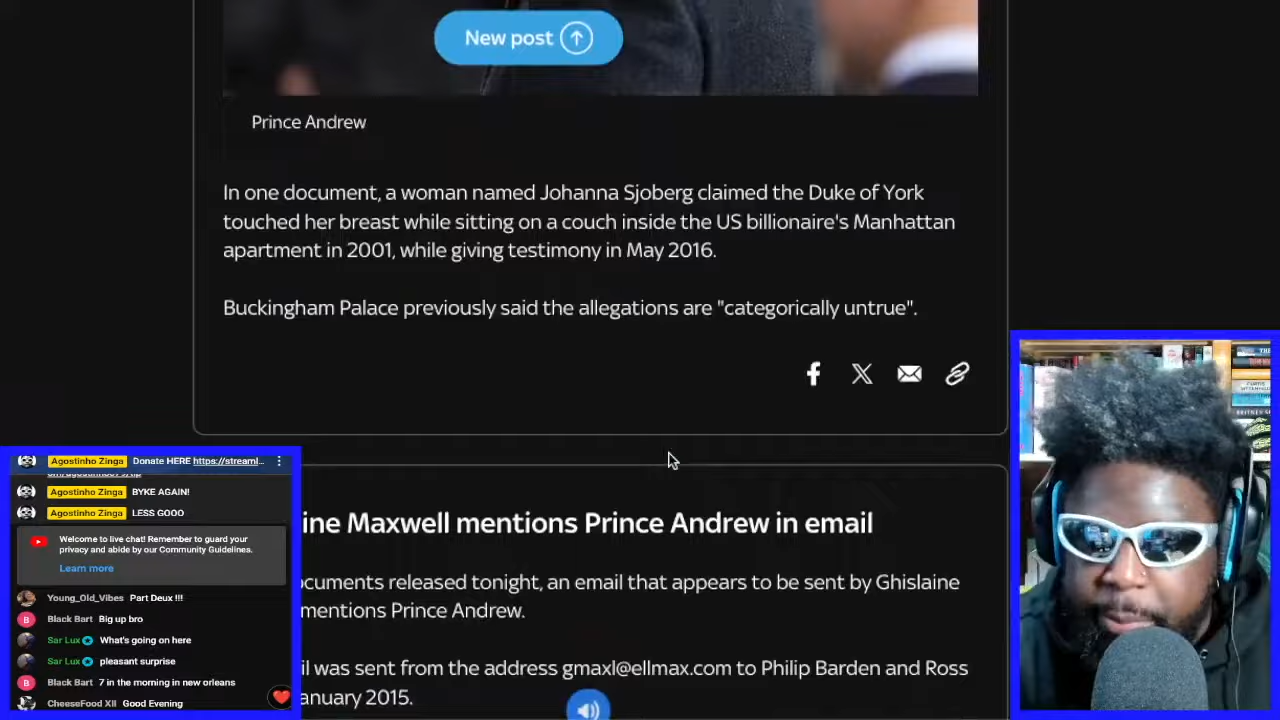 New post
Prince Andrew
In one document, a woman named Johanna Sjoberg claimed the Duke of York
touched her breast while sitting on a couch inside the US billionaire's Manhattan
apartment in 2001, while giving testimony in May 2016.
Buckingham Palace previously said the allegations are "categorically untrue".
ine Maxwell mentions Prince Andrew in email
ocuments released tonight, an email that appears to be sent by Ghislaine
mentions Prince Andrew.
il was sent from the address gmaxl@ellmax.com to Philip Barden and Ross
anuary 2015.
Agostinho Zinga Donate HERE https://streaml...
Agostinho Zinga BYKE AGAIN!
Agostinho Zinga LESS GOOO
Welcome to live chat! Remember to guard your
privacy and abide by our Community Guidelines.
Learn more
Young_Old_Vibes Part Deux !!!
B Black Bart Big up bro
Sar Lux What's going on here
Sar Lux pleasant surprise
B Black Bart 7 in the morning in new orleans
CheeseFood XII Good Evening